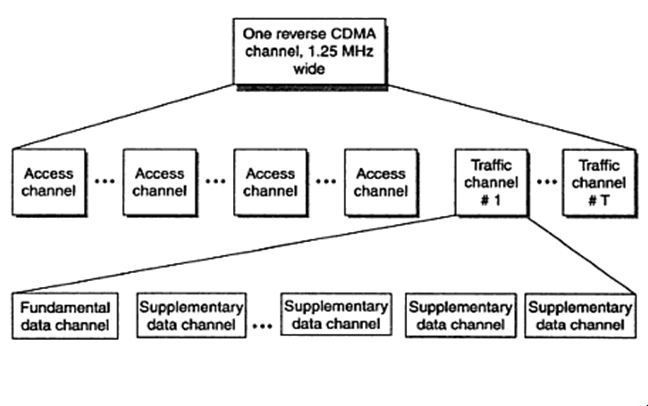 One reverse CDMA
channel, 1.25 MHz
wide
Access
channel
...
Access
channel
...
Access
channel
...
Access
channel
Traffic
channel
# 1
...
Traffic
channel
# T
Fundamental
data channel
Supplementary
data channel
...
Supplementary
data channel
Supplementary
data channel
Supplementary
data channel